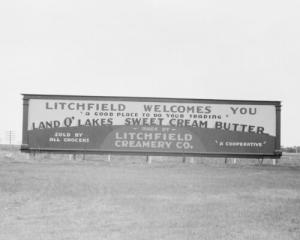 LITCHFIELD WELCOMES YOU
"A GOOD PLACE TO DO YOUR TRADING"
LAND O'LAKES SWEET CREAM BUTTER
MADE BY
SOLD BY
ALL GROCERS
LITCHFIELD
CREAMERY CO.
"A COOPERATIVE"